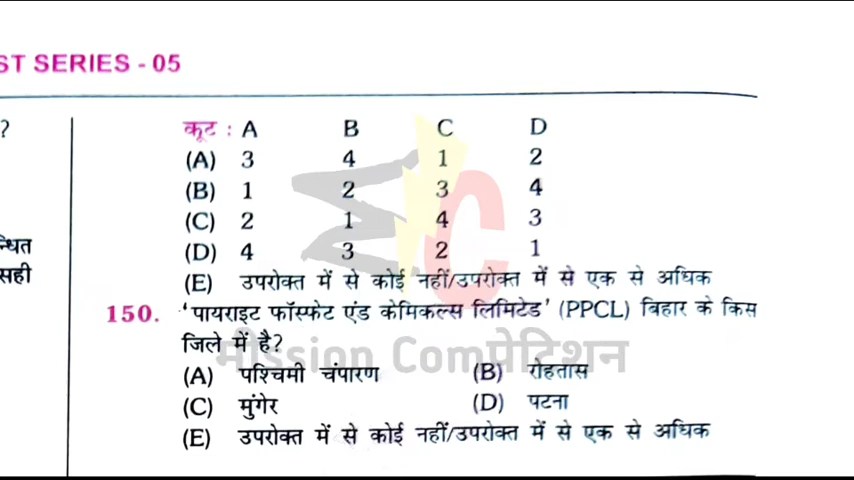 ST SERIES - 05
?
कूट : A B C D
(A) 3 4 1 2
(B) 1 2 3 4
(C) 2 1 4 3
न्धित
(D) 4 3 2 1
सही
(E) उपरोक्त में से कोई नहीं/उपरोक्त में से एक से अधिक
150. 'पायराइट फॉस्फेट एंड केमिकल्स लिमिटेड' (PPCL) बिहार के किस
जिले में है?
मीssion Comपेटिशन
(A) पश्चिमी चंपारण (B) रोहतास
(C) मुंगेर (D) पटना
(E) उपरोक्त में से कोई नहीं/उपरोक्त में से एक से अधिक